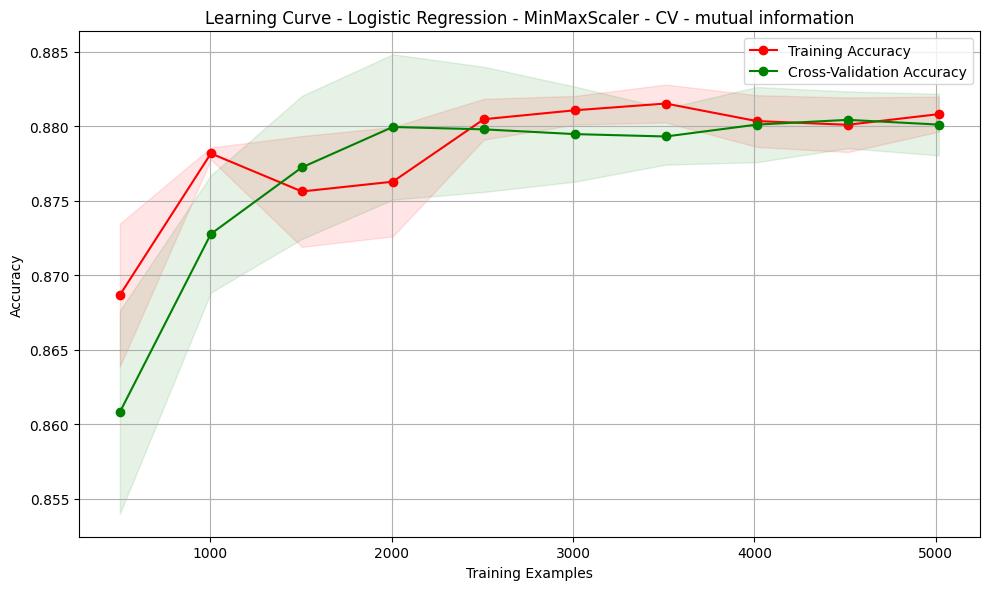 Learning Curve - Logistic Regression - MinMaxScaler - CV - mutual information
Training Accuracy
Cross-Validation Accuracy
0.885
0.880
0.875
0.870
0.865
0.860
0.855
Accuracy
1000 2000 3000 4000 5000
Training Examples